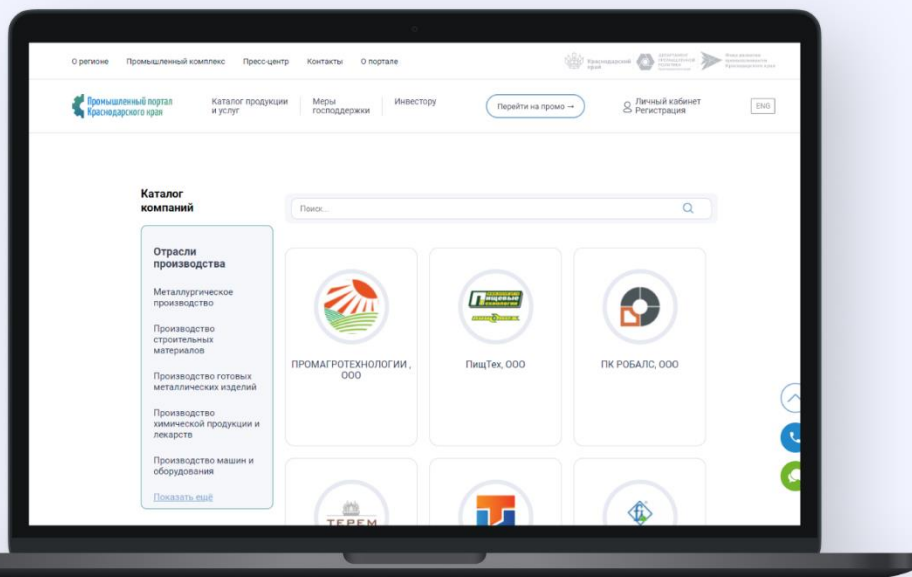 О регионе Промышленный комплекс Пресс-центр Контакты О портале
Краснодарский
край
Промышленный портал
Краснодарского края
Каталог продукции
и услуг
Меры
господдержки
Инвестору
Перейти на промо →
Личный кабинет
Регистрация
ENG
Каталог
компаний
Поиск...
Отрасли
производства
Металлургическое
производство
Производство
строительных
материалов
Производство готовых
металлических изделий
Производство
химической продукции и
лекарств
Производство машин и
оборудования
Показать ещё
ПРОМАГРОТЕХНОЛОГИИ ,
ООО
Пищевые
ПищТех, ООО
ПК РОБАЛС, ООО
ТЕРЕМ